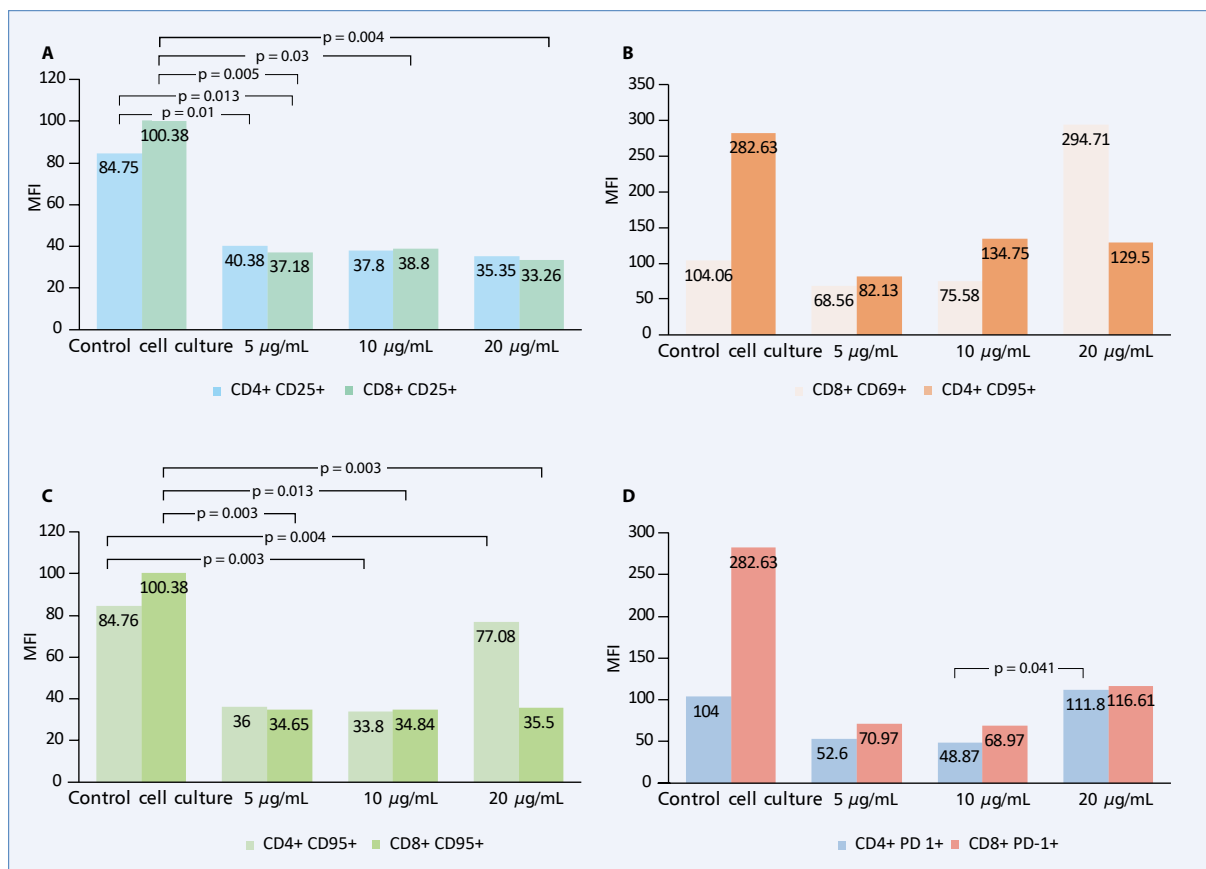 A
p = 0.004
p = 0.03
p = 0.005
p = 0.013
p = 0.01
120
100
80
60
40
20
0
MFI
84.75
100.38
40.38
37.18
37.8
38.8
35.35
33.26
Control cell culture 5 µg/mL 10 µg/mL 20 µg/mL
CD4+ CD25+ CD8+ CD25+
B
350
300
250
200
150
100
50
0
MFI
104.06
282.63
68.56
82.13
75.58
134.75
294.71
129.5
Control cell culture 5 µg/mL 10 µg/mL 20 µg/mL
CD8+ CD69+ CD4+ CD95+
C
p = 0.003
p = 0.013
p = 0.003
p = 0.004
p = 0.003
120
100
80
60
40
20
0
MFI
84.76
100.38
36
34.65
33.8
34.84
77.08
35.5
Control cell culture 5 µg/mL 10 µg/mL 20 µg/mL
CD4+ CD95+ CD8+ CD95+
D
p = 0.041
300
250
200
150
100
50
0
MFI
104
282.63
52.6
70.97
48.87
68.97
111.8
116.61
Control cell culture 5 µg/mL 10 µg/mL 20 µg/mL
CD4+ PD 1+ CD8+ PD-1+